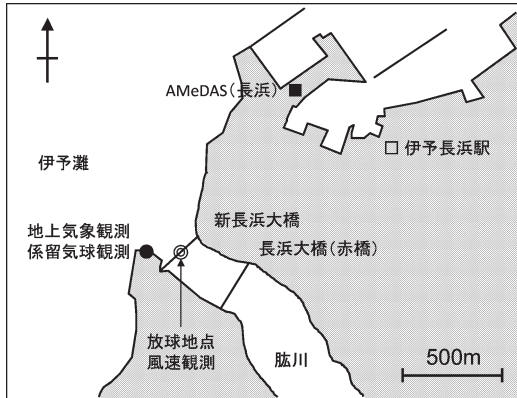 AMeDAS(長浜)
伊予長浜駅
伊予灘
新長浜大橋
地上気象観測
係留気球観測
長浜大橋(赤橋)
放球地点
風速観測
肱川
500m